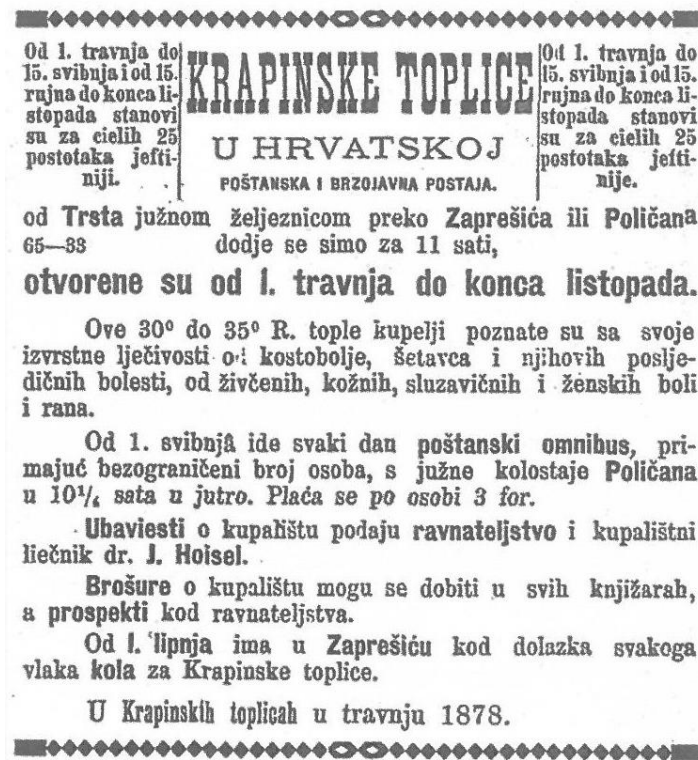 Od 1. travnja do
15. svibnja i od 15.
rujna do konca li-
stopada stanovi
su za cielih 25
postotaka jefti-
niji.
KRAPINSKE TOPLICE
U HRVATSKOJ
POŠTANSKA I BRZOJAVNA POSTAJA.
Od 1. travnja do
15. svibnja i od 15.
rujna do konca li-
stopada stanovi
su za cielih 25
postotaka jefti-
nije.
od Trsta južnom željeznicom preko Zaprešića ili Poličana
65—33 dodje se simo za 11 sati,
otvorene su od 1. travnja do konca listopada.
Ove 30° do 35° R. tople kupelji poznate su sa svoje
izvrstne lječivosti od kostobolje, šetavca i njihovih poslje-
dičnih bolesti, od živčenih, kožnih, sluzavičnih i ženskih boli
i rana.
Od 1. svibnja ide svaki dan poštanski omnibus, pri-
majuć bezograničeni broj osoba, s južne kolostaje Poličana
u 10¼ sata u jutro. Plaća se po osobi 3 for.
Ubaviesti o kupalištu podaju ravnateljstvo i kupalištni
liečnik dr. J. Hoisel.
Brošure o kupalištu mogu se dobiti u svih knjižarah,
a prospekti kod ravnateljstva.
Od 1. lipnja ima u Zaprešiću kod dolazka svakoga
vlaka kola za Krapinske toplice.
U Krapinskih toplicah u travnju 1878.